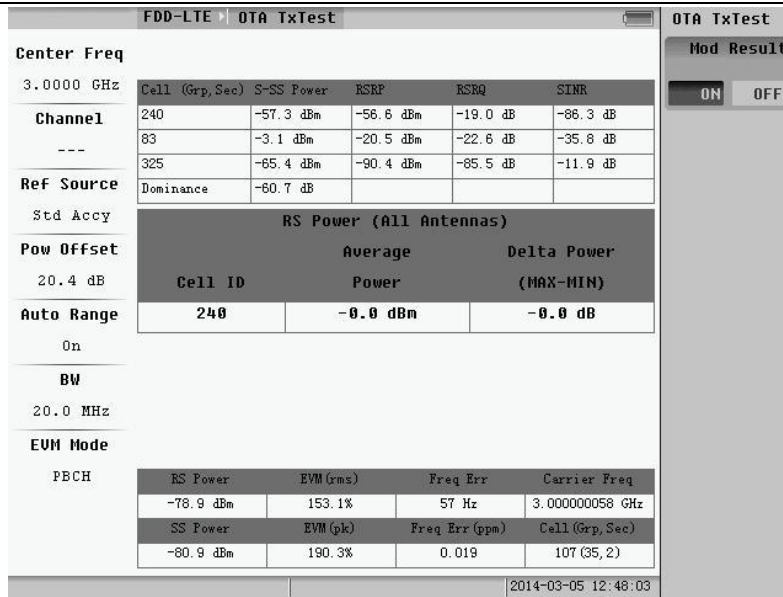 FDD-LTE OTA TxTest
OTA TxTest
Mod Result
ON OFF
Center Freq
3.0000 GHz
Channel
---
Ref Source
Std Accy
Pow Offset
20.4 dB
Auto Range
On
BW
20.0 MHz
EVM Mode
PBCH
Cell (Grp,Sec) S-SS Power RSRP RSRQ SINR
240 -57.3 dBm -56.6 dBm -19.0 dB -86.3 dB
83 -3.1 dBm -20.5 dBm -22.6 dB -35.8 dB
325 -65.4 dBm -90.4 dBm -85.5 dB -11.9 dB
Dominance -60.7 dB
RS Power (All Antennas)
Average Delta Power
Cell ID Power (MAX-MIN)
240 -0.0 dBm -0.0 dB
RS Power EVM(rms) Freq Err Carrier Freq
-78.9 dBm 153.1% 57 Hz 3.000000058 GHz
SS Power EVM(pk) Freq Err(ppm) Cell(Grp,Sec)
-80.9 dBm 190.3% 0.019 107(35,2)
2014-03-05 12:48:03